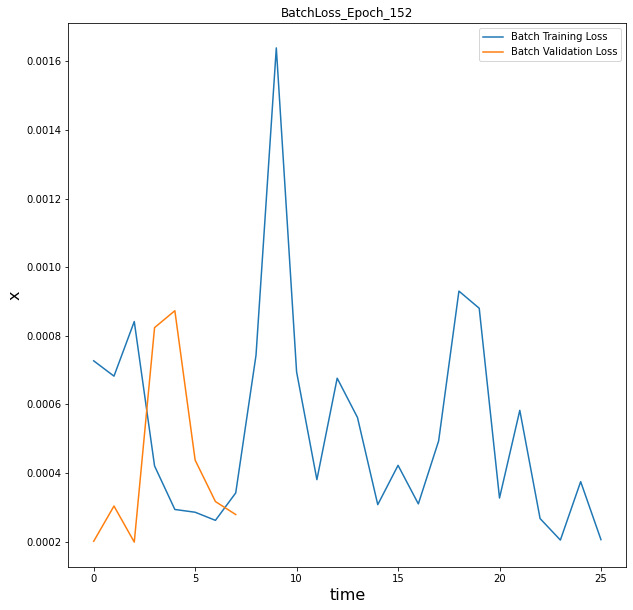 BatchLoss_Epoch_152
Batch Training Loss
Batch Validation Loss
0.0016
0.0014
0.0012
0.0010
0.0008
0.0006
0.0004
0.0002
x
0
5
10
15
20
25
time